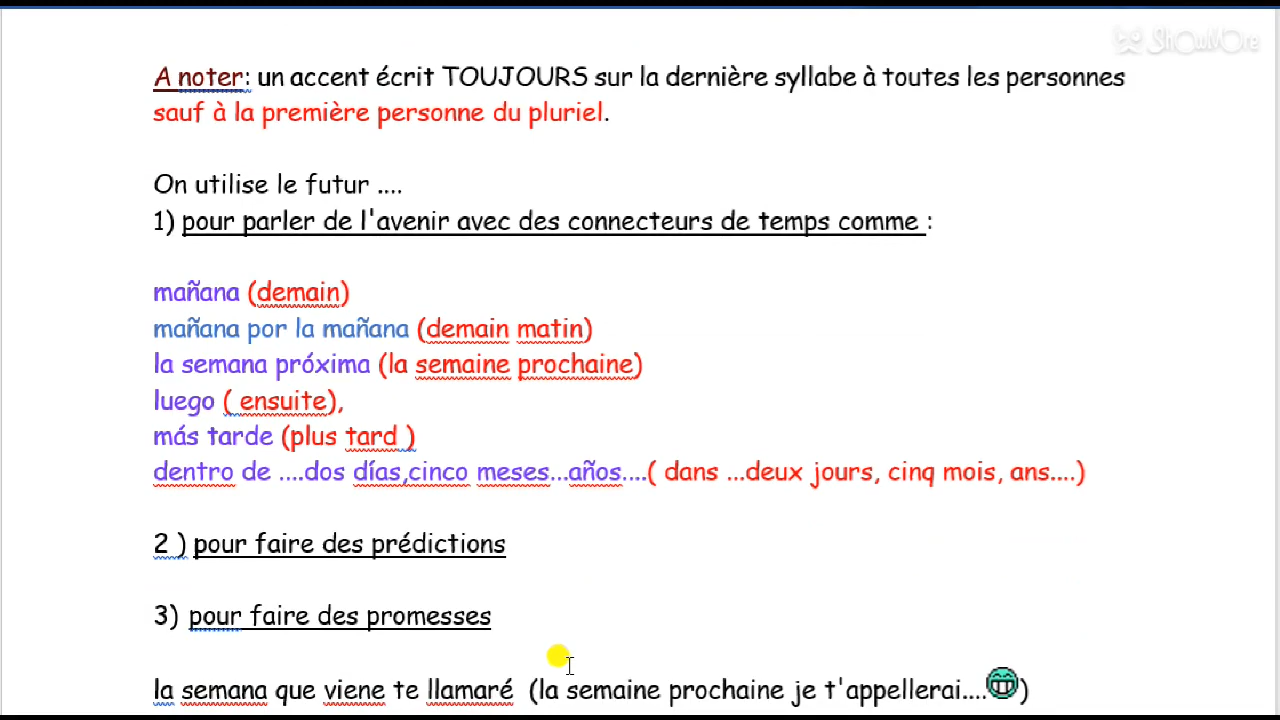 ShowMore
A noter: un accent écrit TOUJOURS sur la dernière syllabe à toutes les personnes
sauf à la première personne du pluriel.
On utilise le futur ....
1) pour parler de l'avenir avec des connecteurs de temps comme :
mañana (demain)
mañana por la mañana (demain matin)
la semana próxima (la semaine prochaine)
luego ( ensuite),
más tarde (plus tard )
dentro de ....dos días,cinco meses...años....( dans ...deux jours, cinq mois, ans....)
2 ) pour faire des prédictions
3) pour faire des promesses
la semana que viene te llamaré (la semaine prochaine je t'appellerai....)